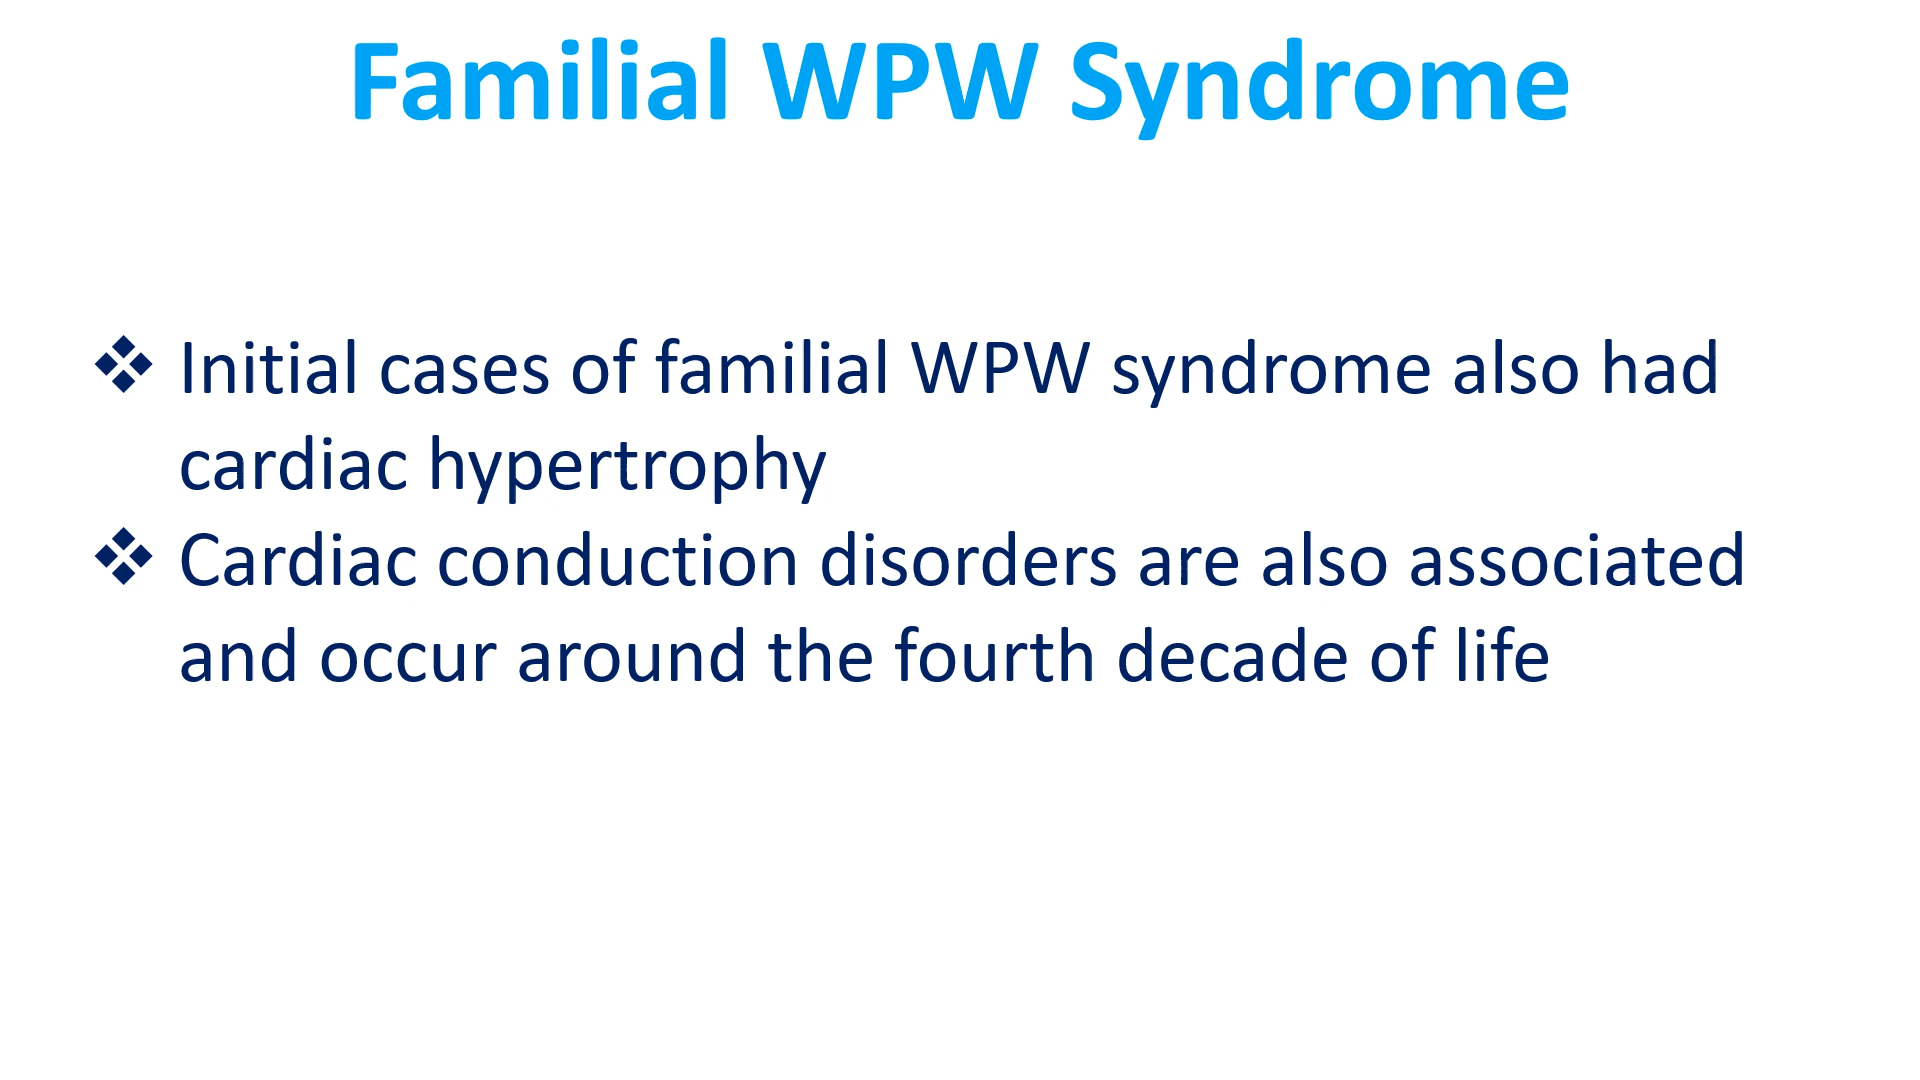 Familial WPW Syndrome
❖ Initial cases of familial WPW syndrome also had
cardiac hypertrophy
❖ Cardiac conduction disorders are also associated
and occur around the fourth decade of life